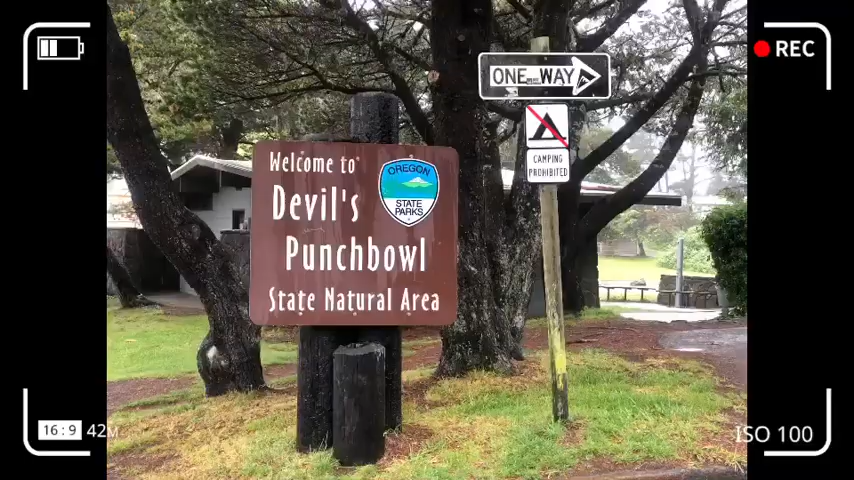 REC
ONE WAY
Welcome to
OREGON
STATE
PARKS
Devil's
Punchbowl
State Natural Area
CAMPING
PROHIBITED
16:9 42M
ISO 100